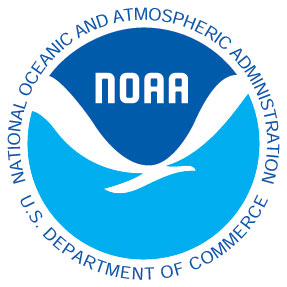 NATIONAL OCEANIC AND ATMOSPHERIC ADMINISTRATION
NOAA
U.S. DEPARTMENT OF COMMERCE